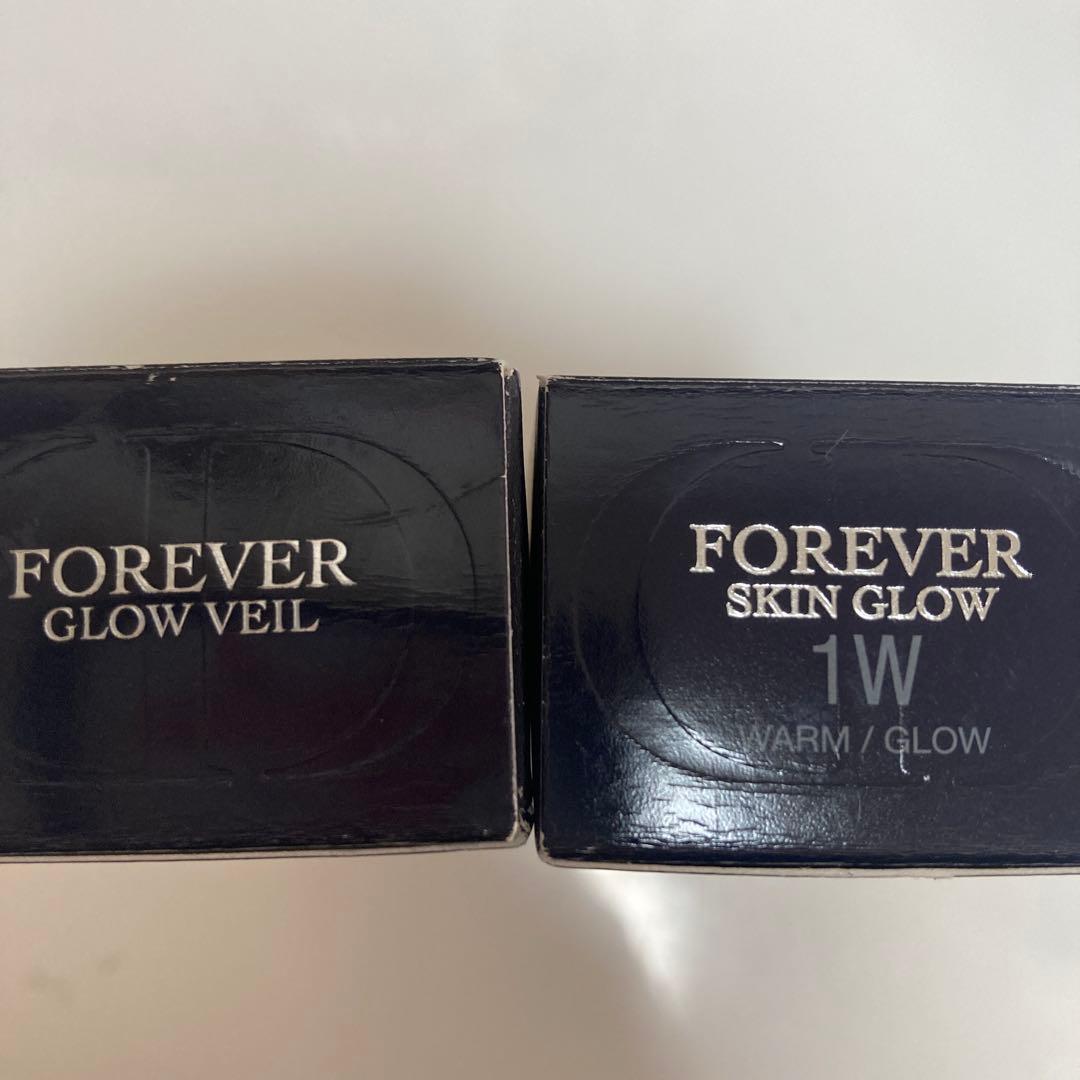 FOREVER
GLOW VEIL
FOREVER
SKIN GLOW
1W
WARM / GLOW